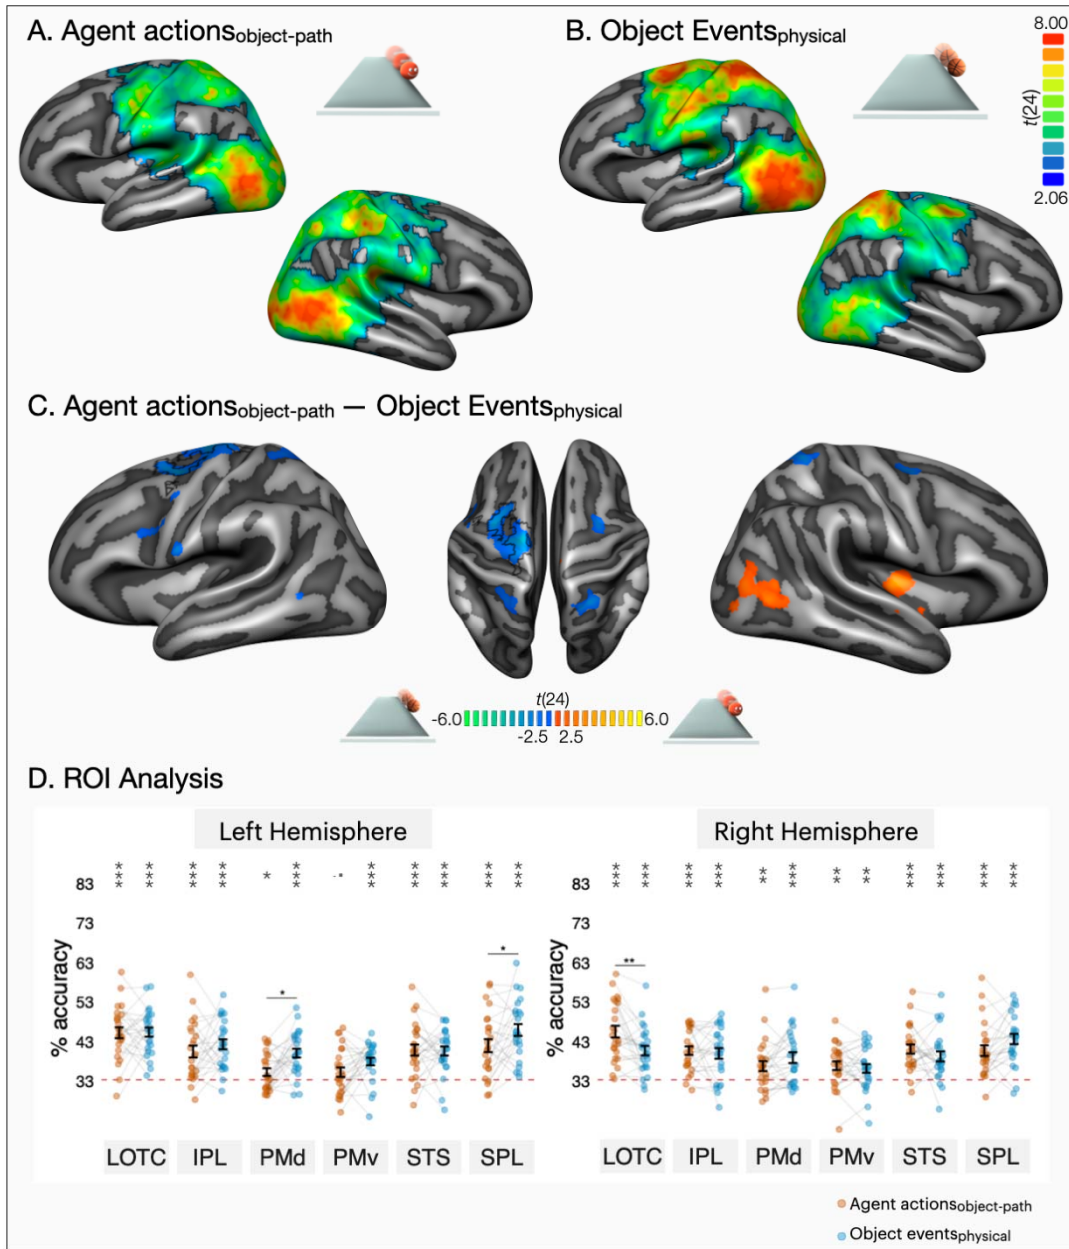 A. Agent actionsobject-path
B. Object Eventsphysical
8.00
t(24)
2.06
C. Agent actionsobject-path — Object Eventsphysical
t(24)
-6.0 6.0
-2.5 2.5
D. ROI Analysis
Left Hemisphere Right Hemisphere
*** *** *** *** * *** *** *** *** *** *** *** *** *** *** ** *** ** ** *** *** *** ***
83 83
73 73
63 ** 63
* 
53 * 53
% accuracy % accuracy
43 43
33 33
LOTC IPL PMd PMv STS SPL LOTC IPL PMd PMv STS SPL
Agent actionsobject-path
Object eventsphysical